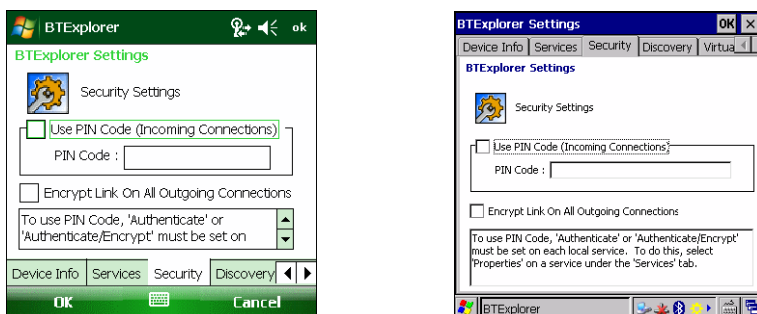 BTExplorer ok
BTExplorer Settings
Security Settings
Use PIN Code (Incoming Connections)
PIN Code :
Encrypt Link On All Outgoing Connections
To use PIN Code, 'Authenticate' or
'Authenticate/Encrypt' must be set on
Device Info Services Security Discovery
OK Cancel
BTExplorer Settings OK
Device Info Services Security Discovery Virtua
BTExplorer Settings
Security Settings
Use PIN Code (Incoming Connections)
PIN Code :
Encrypt Link On All Outgoing Connections
To use PIN Code, 'Authenticate' or 'Authenticate/Encrypt'
must be set on each local service. To do this, select
'Properties' on a service under the 'Services' tab.
BTExplorer